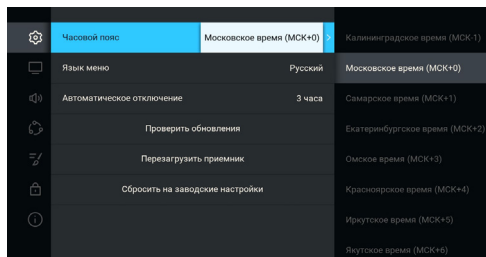 Часовой пояс
Московское время (МСК+0)
Язык меню
Русский
Автоматическое отключение
3 часа
Проверить обновления
Перезагрузить приемник
Сбросить на заводские настройки
Калининградское время (МСК-1)
Московское время (МСК+0)
Самарское время (МСК+1)
Екатеринбургское время (МСК+2)
Омское время (МСК+3)
Красноярское время (МСК+4)
Иркутское время (МСК+5)
Якутское время (МСК+6)